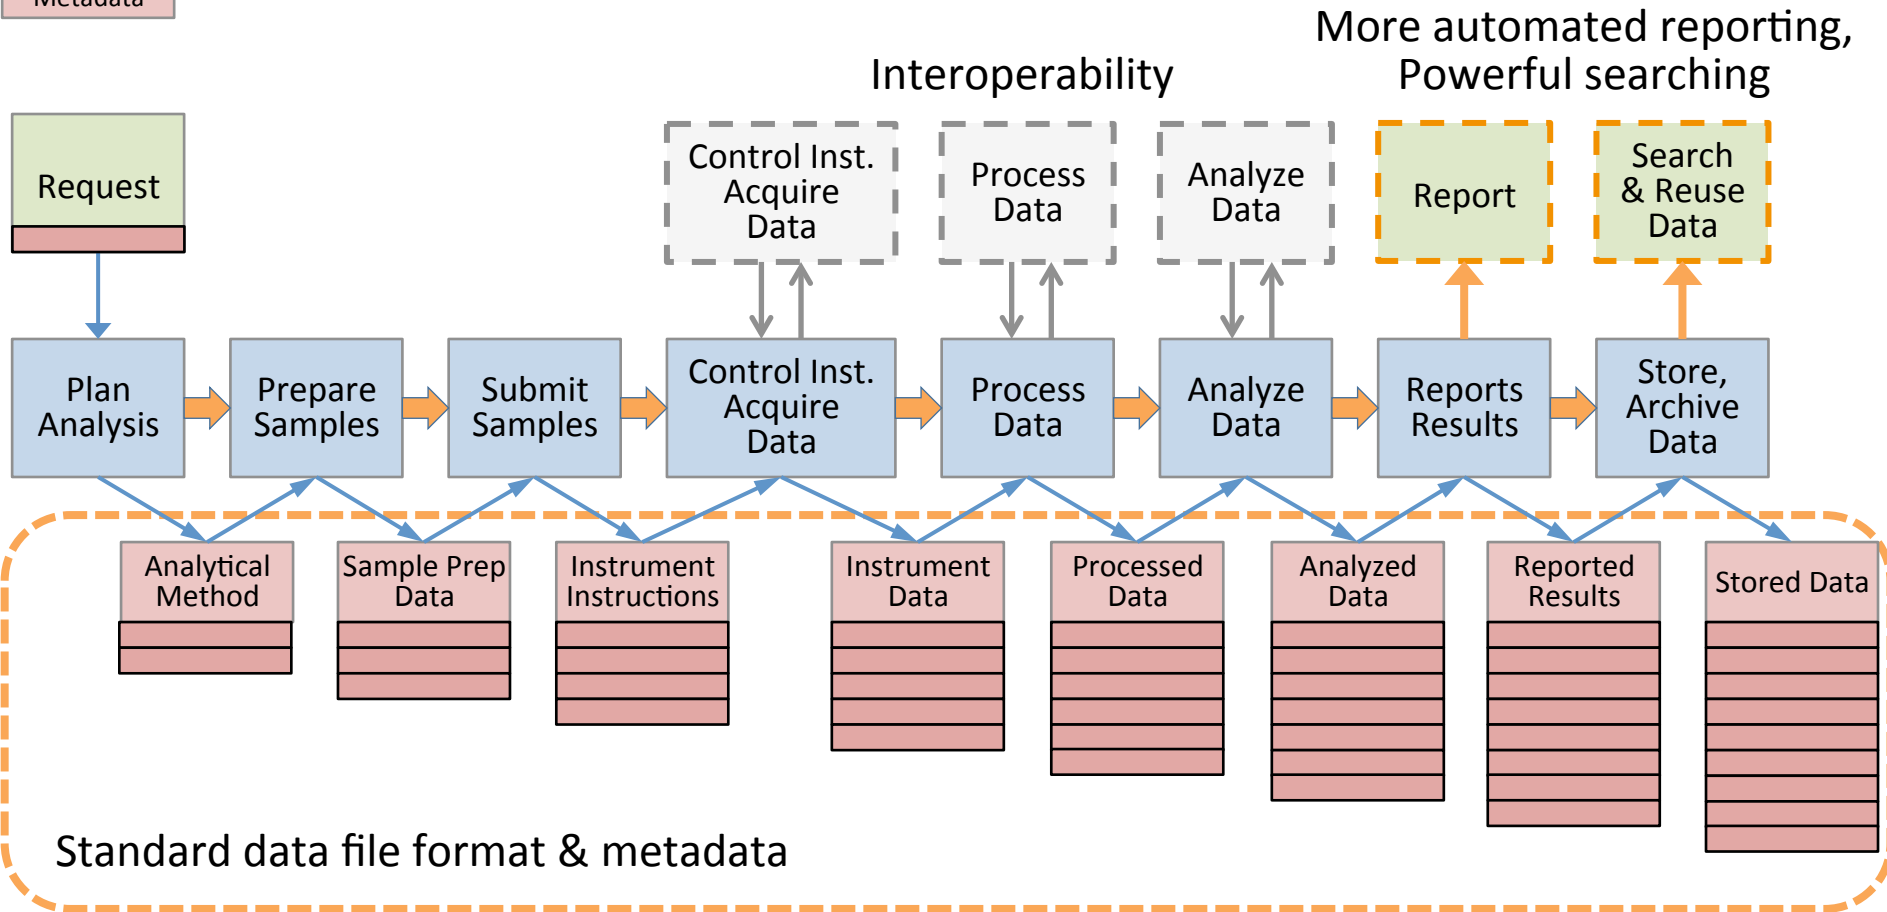 Metadata
More automated reporting,
Powerful searching
Interoperability
Request
Control Inst.
Acquire
Data
Process
Data
Analyze
Data
Report
Search
& Reuse
Data
Plan
Analysis
Prepare
Samples
Submit
Samples
Control Inst.
Acquire
Data
Process
Data
Analyze
Data
Reports
Results
Store,
Archive
Data
Analytical
Method
Sample Prep
Data
Instrument
Instructions
Instrument
Data
Processed
Data
Analyzed
Data
Reported
Results
Stored Data
Standard data file format & metadata